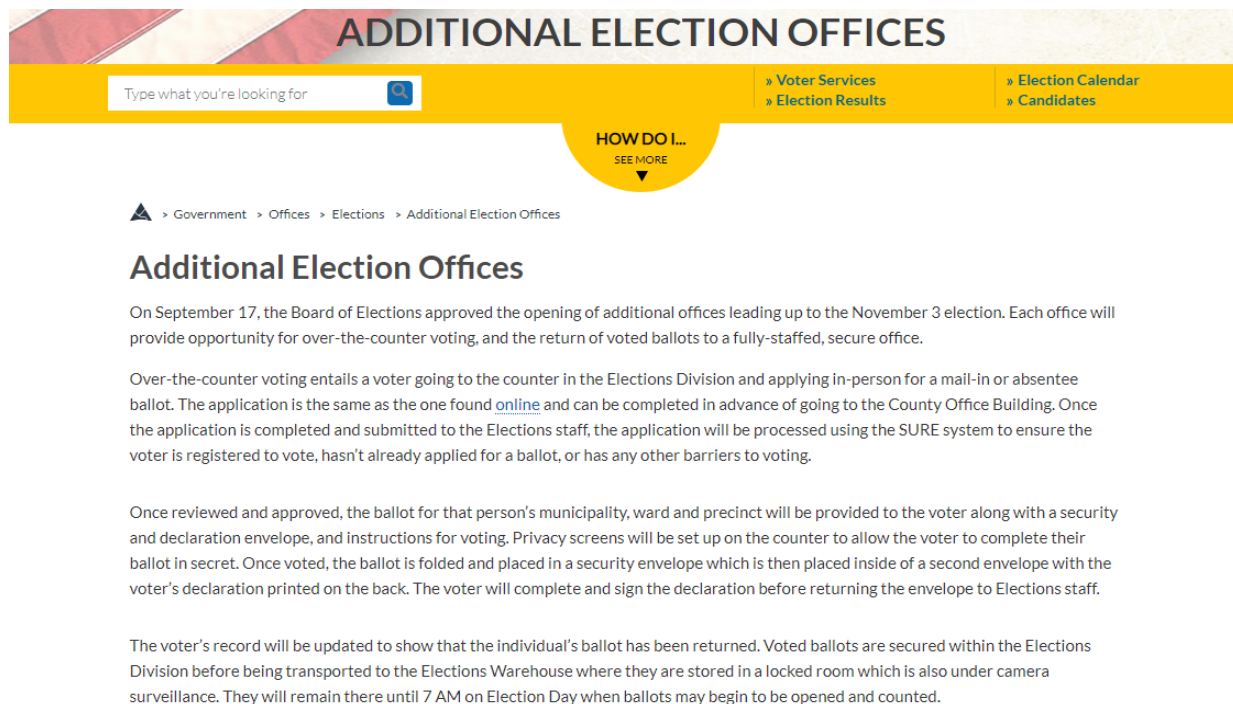 ADDITIONAL ELECTION OFFICES
Type what you're looking for
» Voter Services
» Election Results
» Election Calendar
» Candidates
HOW DO I...
SEE MORE
> Government > Offices > Elections > Additional Election Offices
Additional Election Offices
On September 17, the Board of Elections approved the opening of additional offices leading up to the November 3 election. Each office will
provide opportunity for over-the-counter voting, and the return of voted ballots to a fully-staffed, secure office.
Over-the-counter voting entails a voter going to the counter in the Elections Division and applying in-person for a mail-in or absentee
ballot. The application is the same as the one found online and can be completed in advance of going to the County Office Building. Once
the application is completed and submitted to the Elections staff, the application will be processed using the SURE system to ensure the
voter is registered to vote, hasn't already applied for a ballot, or has any other barriers to voting.
Once reviewed and approved, the ballot for that person's municipality, ward and precinct will be provided to the voter along with a security
and declaration envelope, and instructions for voting. Privacy screens will be set up on the counter to allow the voter to complete their
ballot in secret. Once voted, the ballot is folded and placed in a security envelope which is then placed inside of a second envelope with the
voter's declaration printed on the back. The voter will complete and sign the declaration before returning the envelope to Elections staff.
The voter's record will be updated to show that the individual's ballot has been returned. Voted ballots are secured within the Elections
Division before being transported to the Elections Warehouse where they are stored in a locked room which is also under camera
surveillance. They will remain there until 7 AM on Election Day when ballots may begin to be opened and counted.